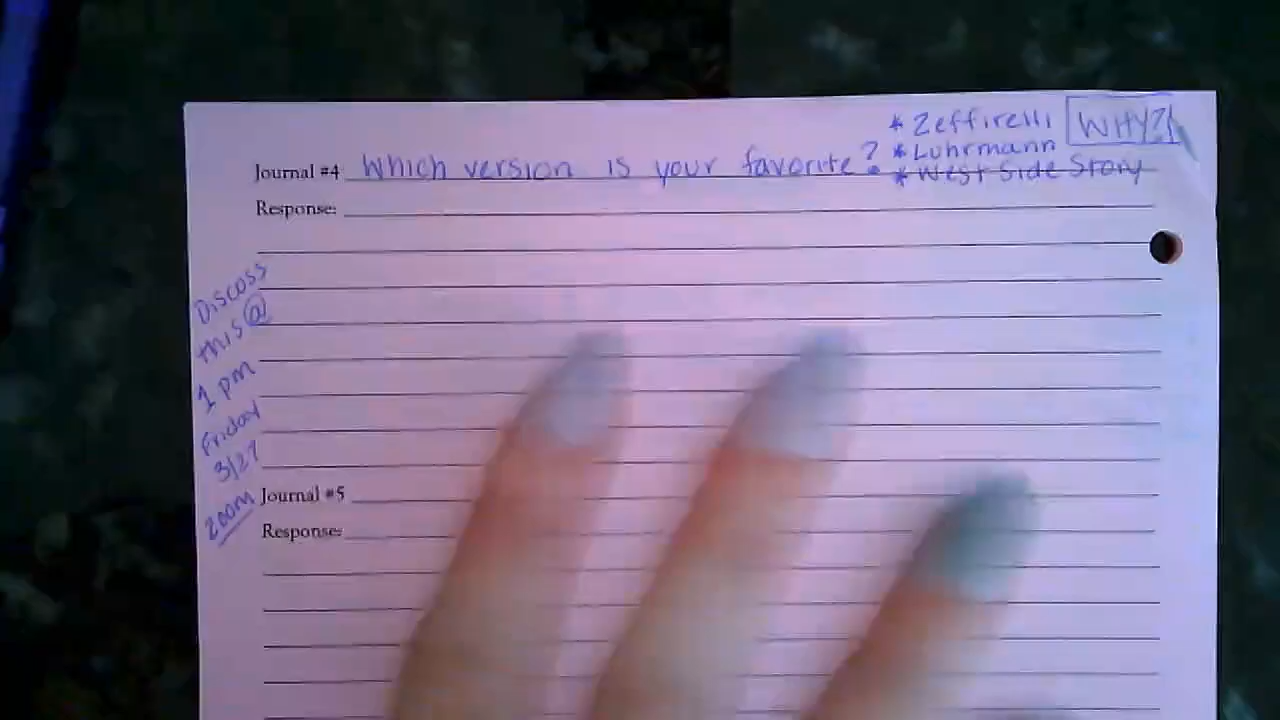 * Zeffirelli WHY?!
Journal #4 Which version is your favorite? * Luhrmann
* West Side Story
Response:
Discuss
this @
1 pm
Friday
3/27
Zoom
Journal #5
Response: